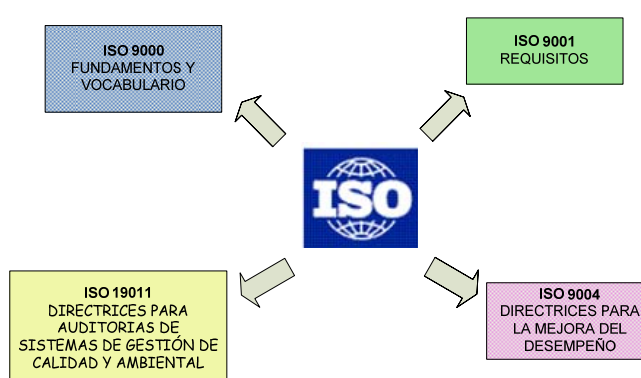 ISO 9000
FUNDAMENTOS Y
VOCABULARIO
ISO 9001
REQUISITOS
ISO
ISO 19011
DIRECTRICES PARA
AUDITORIAS DE
SISTEMAS DE GESTIÓN DE
CALIDAD Y AMBIENTAL
ISO 9004
DIRECTRICES PARA
LA MEJORA DEL
DESEMPEÑO